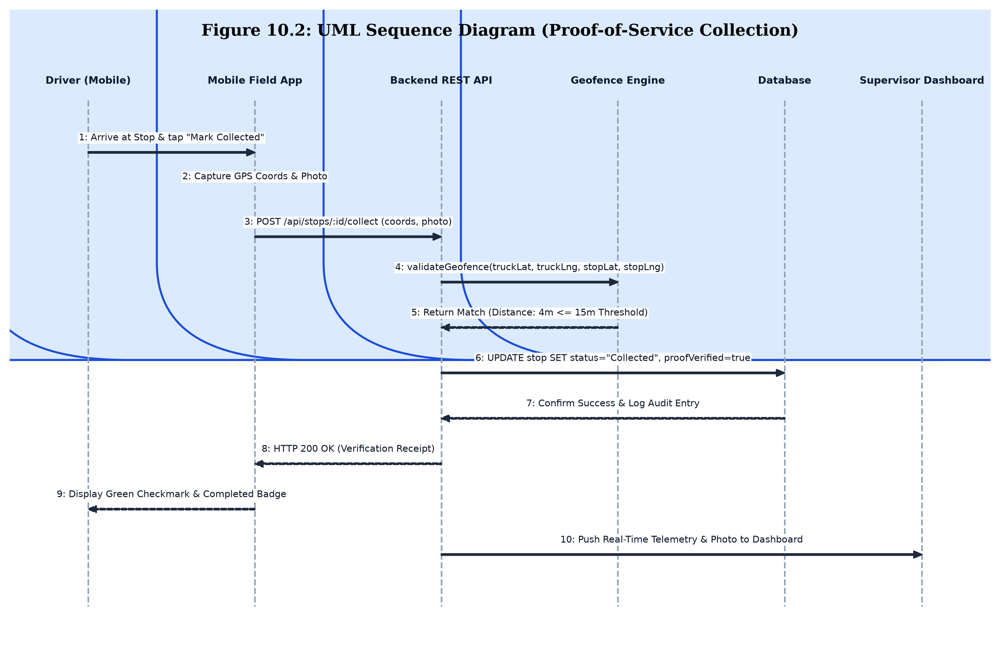 Figure 10.2: UML Sequence Diagram (Proof-of-Service Collection)
Driver (Mobile)
Mobile Field App
Backend REST API
Geofence Engine
Database
Supervisor Dashboard
1: Arrive at Stop & tap "Mark Collected"
2: Capture GPS Coords & Photo
3: POST /api/stops/:id/collect (coords, photo)
4: validateGeofence(truckLat, truckLng, stopLat, stopLng)
5: Return Match (Distance: 4m <= 15m Threshold)
6: UPDATE stop SET status="Collected", proofVerified=true
7: Confirm Success & Log Audit Entry
8: HTTP 200 OK (Verification Receipt)
9: Display Green Checkmark & Completed Badge
10: Push Real-Time Telemetry & Photo to Dashboard